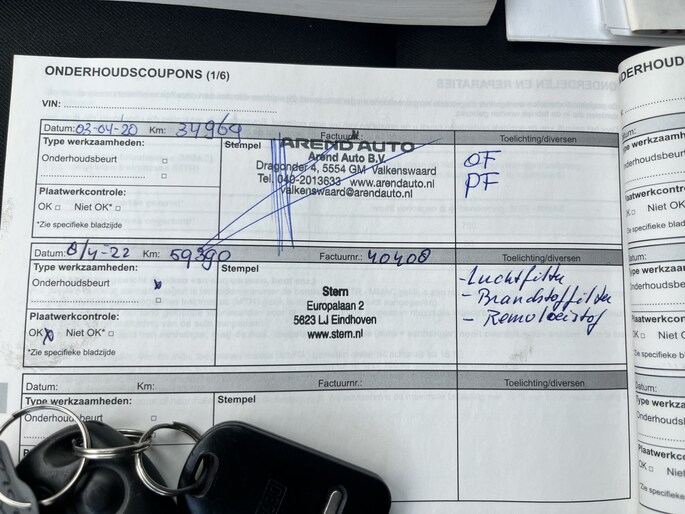 ONDERHOUDSCOUPONS (1/6)
VIN:
Datum: 03-04-20 Km: 34969 Factuurnr.: Toelichting/diversen
Type werkzaamheden:
Onderhoudsbeurt
Plaatwerkcontrole:
OK Niet OK*
*Zie specifieke bladzijde
Stempel
AREND AUTO
Arend Auto B.V.
Dragonder 4, 5554 GM Valkenswaard
Tel. 040-2013633 www.arendauto.nl
valkenswaard@arendauto.nl
OF
PF
Datum: 8/4-22 Km: 59390 Factuurnr.: 40408 Toelichting/diversen
Type werkzaamheden:
Onderhoudsbeurt
Plaatwerkcontrole:
OK Niet OK*
*Zie specifieke bladzijde
Stempel
Stern
Europalaan 2
5623 LJ Eindhoven
www.stern.nl
- Luchtfilter
- Brandstoffilter
- Remvloeistof
Datum: Km: Factuurnr.: Toelichting/diversen
Type werkzaamheden:
Onderhoudsbeurt
Stempel